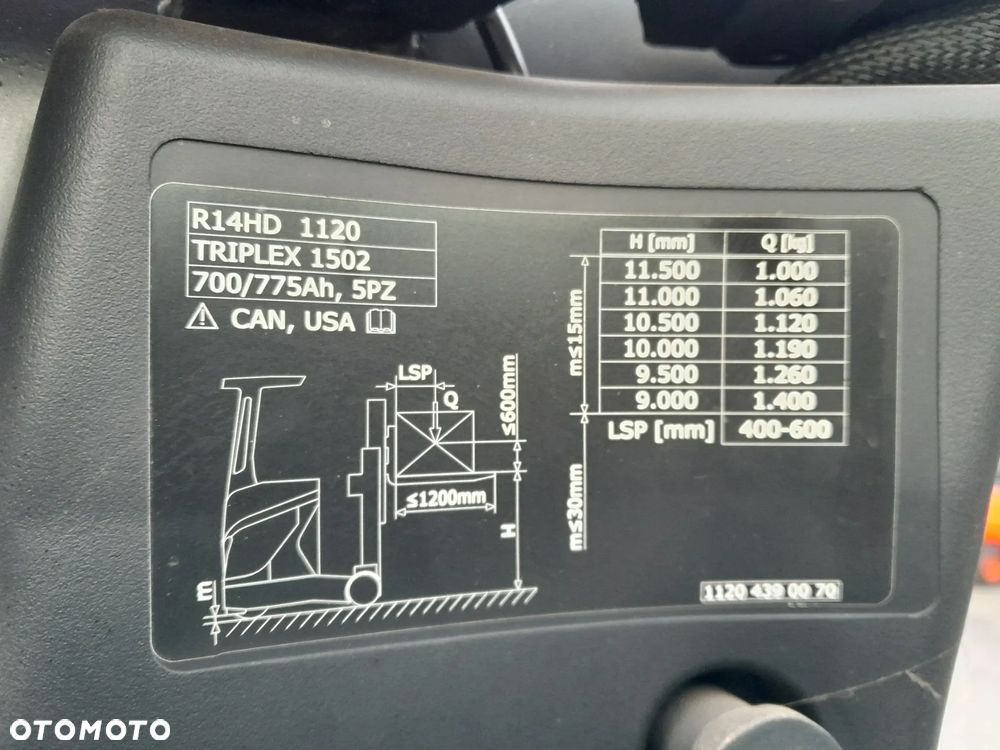 R14HD 1120
TRIPLEX 1502
700/775Ah, 5PZ
CAN, USA
H [mm] Q [kg]
11.500 1.000
11.000 1.060
10.500 1.120
10.000 1.190
9.500 1.260
9.000 1.400
LSP [mm] 400-600
m≤15mm
m≤30mm
LSP
Q
≤600mm
≤1200mm
H
m
1120 439 00 70
OTOMOTO